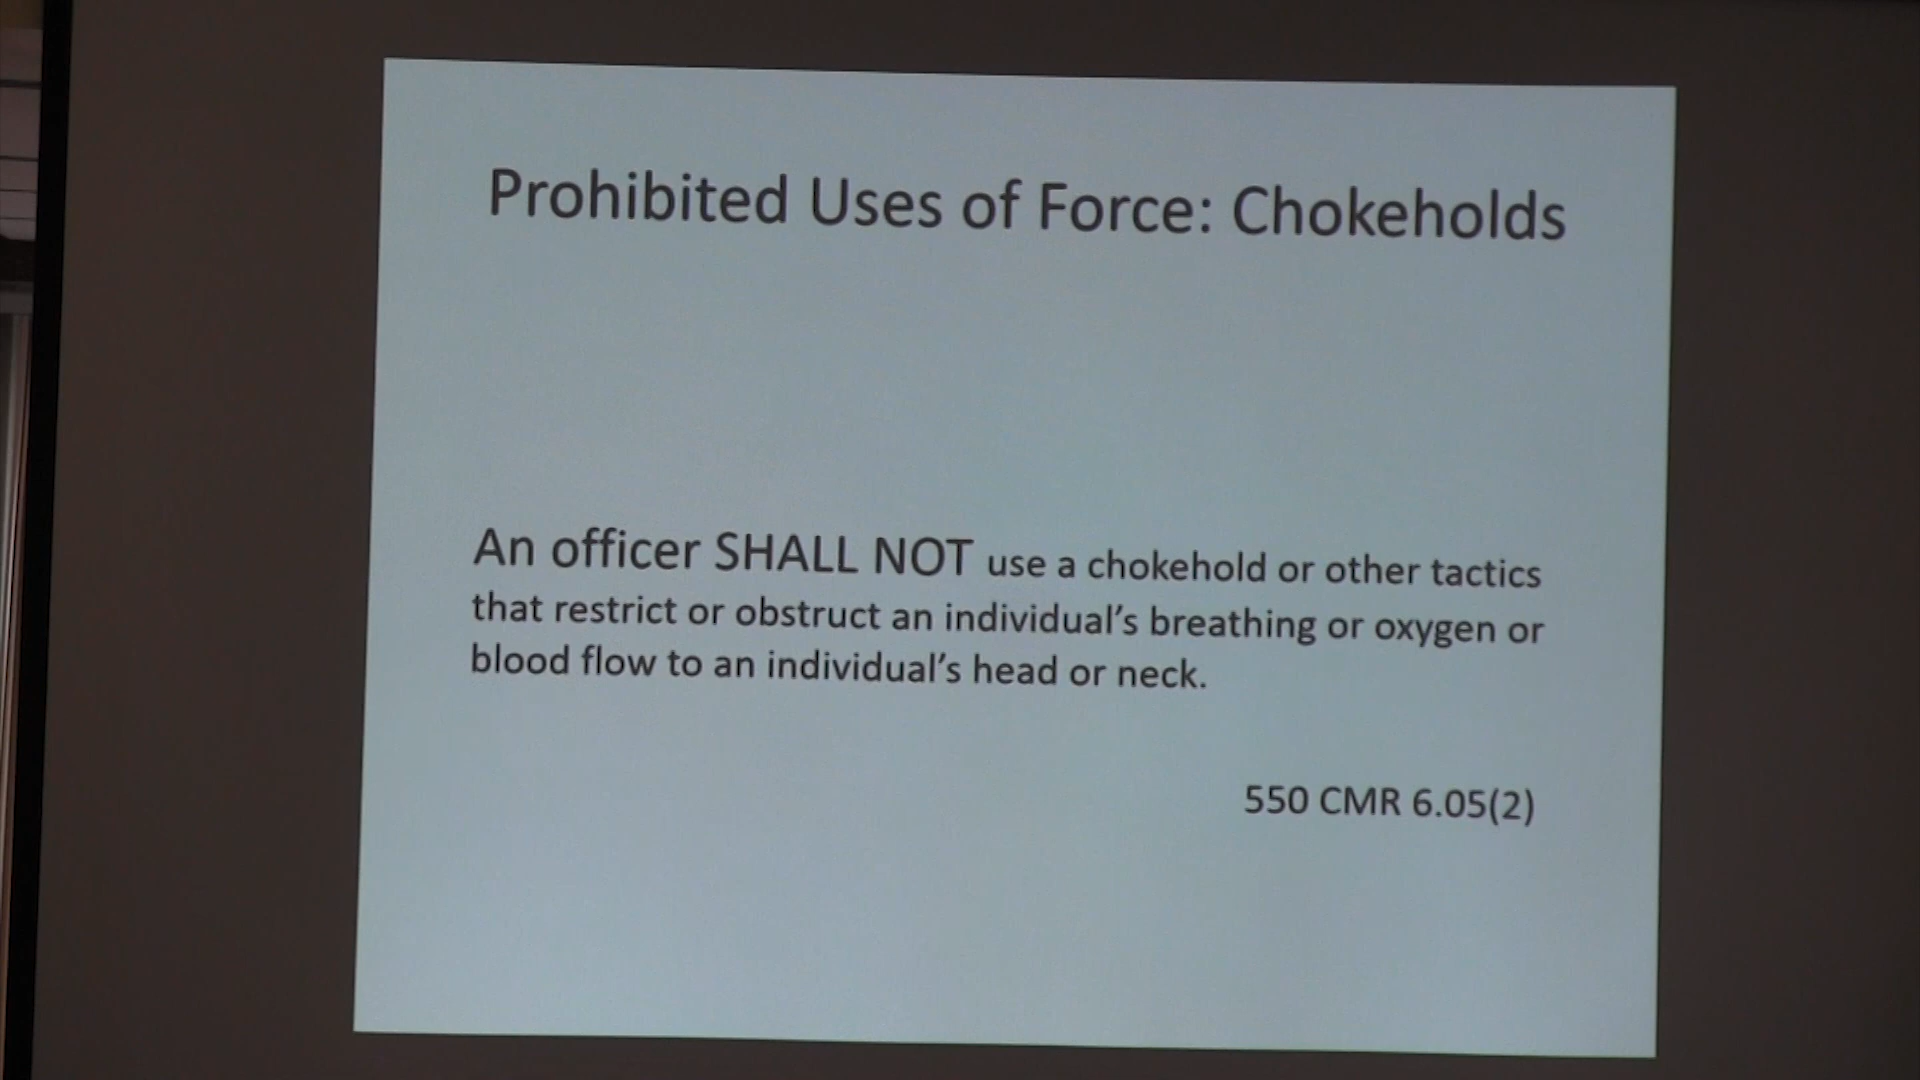 Prohibited Uses of Force: Chokeholds
An officer SHALL NOT use a chokehold or other tactics
that restrict or obstruct an individual’s breathing or oxygen or
blood flow to an individual’s head or neck.
550 CMR 6.05(2)